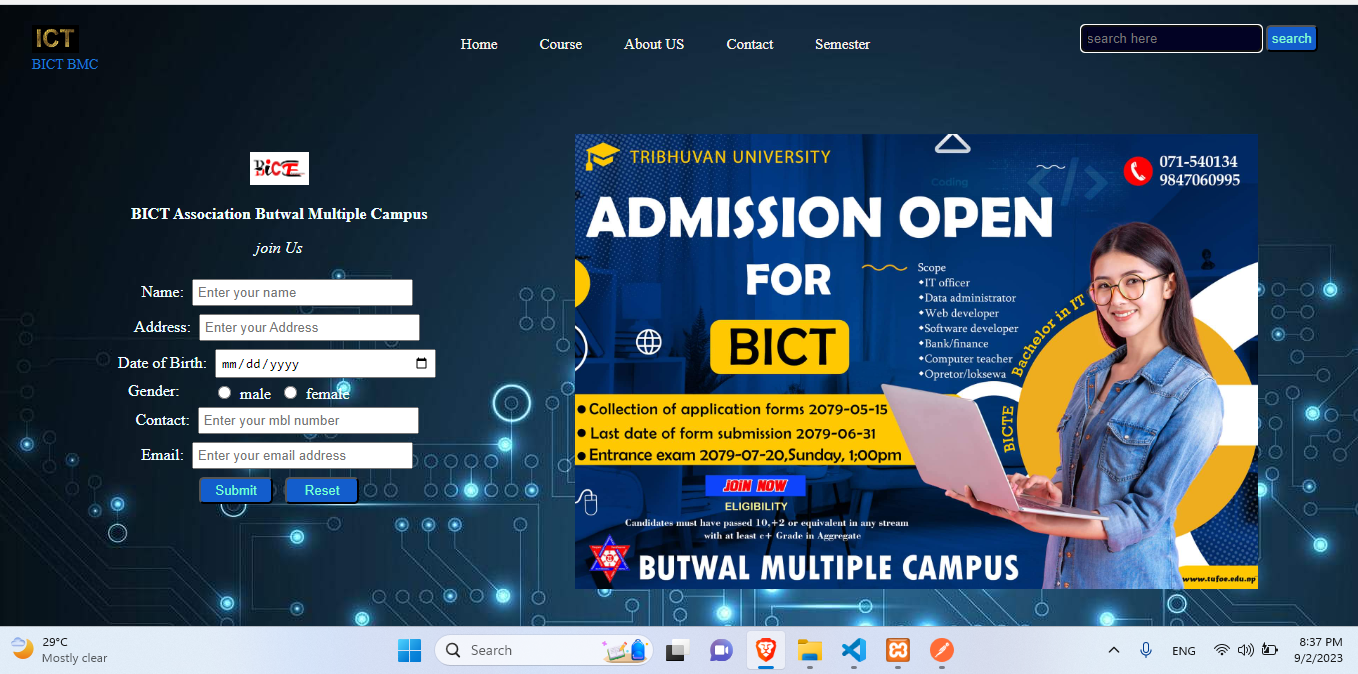 ICT
BICT BMC
Home Course About US Contact Semester
search here search
BiCTE
BICT Association Butwal Multiple Campus
join Us
Name: Enter your name
Address: Enter your Address
Date of Birth: mm/dd/yyyy
Gender: male female
Contact: Enter your mbl number
Email: Enter your email address
Submit Reset
TRIBHUVAN UNIVERSITY
Coding
</>
071-540134
9847060995
ADMISSION OPEN
FOR
BICT
Scope
◆IT officer
◆Data administrator
◆Web developer
◆Software developer
◆Bank/finance
◆Computer teacher
◆Opretor/loksewa
BICTE Bachelor in IT
● Collection of application forms 2079-05-15
● Last date of form submission 2079-06-31
● Entrance exam 2079-07-20,Sunday, 1;00pm
JOIN NOW
ELIGIBILITY
Candidates must have passed 10,+2 or equivalent in any stream
with at least c+ Grade in Aggregate
BUTWAL MULTIPLE CAMPUS
www.tufoe.edu.np
29°C
Mostly clear
Search
ENG
8:37 PM
9/2/2023